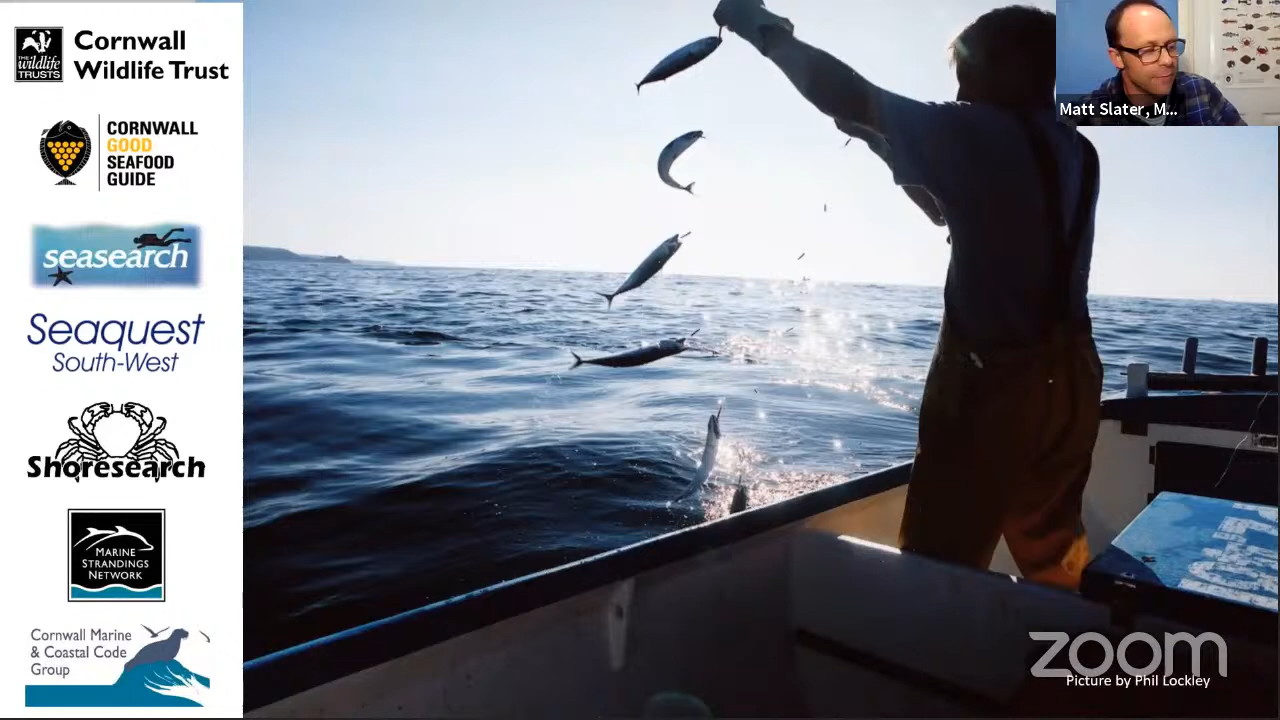 THE
wildlife
TRUSTS
Cornwall
Wildlife Trust
CORNWALL
GOOD
SEAFOOD
GUIDE
seasearch
Seaquest
South-West
Shoresearch
MARINE
STRANDINGS
NETWORK
Cornwall Marine
& Coastal Code
Group
Matt Slater, M...
zoom
Picture by Phil Lockley